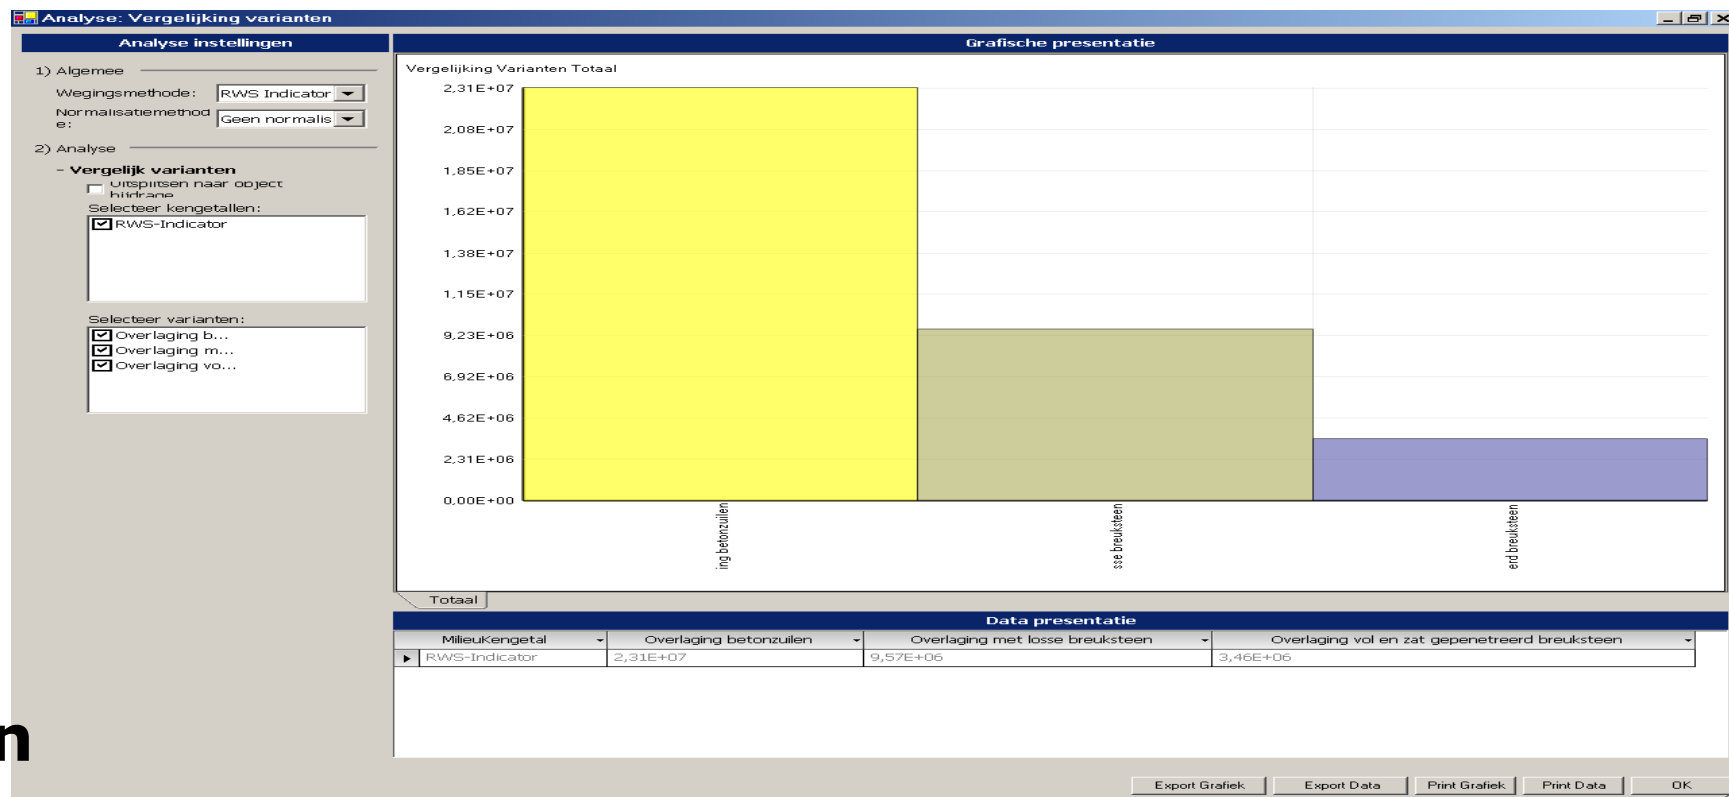 Analyse: Vergelijking varianten
Analyse instellingen
1) Algemee
Wegingsmethode: RWS Indicator
Normalisatiemethod
e: Geen normalis
2) Analyse
- Vergelijk varianten
Uitsplitsen naar object
bijdrage
Selecteer kengetallen:
RWS-Indicator
Selecteer varianten:
Overlaging b...
Overlaging m...
Overlaging vo...
Grafische presentatie
Vergelijking Varianten Totaal
2,31E+07
2,08E+07
1,85E+07
1,62E+07
1,38E+07
1,15E+07
9,23E+06
6,92E+06
4,62E+06
2,31E+06
0,00E+00
ing betonzuilen
sse breuksteen
erd breuksteen
Totaal
Data presentatie
MilieuKengetal Overlaging betonzuilen Overlaging met losse breuksteen Overlaging vol en zat gepenetreerd breuksteen
RWS-Indicator 2,31E+07 9,57E+06 3,46E+06
n
Export Grafiek Export Data Print Grafiek Print Data OK